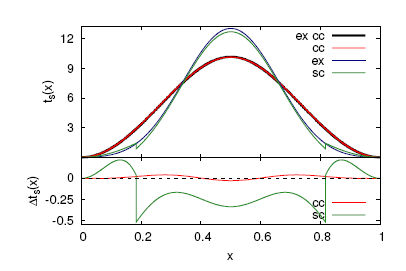 12
9
6
3
t_s(x)
ex cc
cc
ex
sc
0
-0.25
-0.5
Δt_s(x)
cc
sc
0 0.2 0.4 0.6 0.8 1.0
x